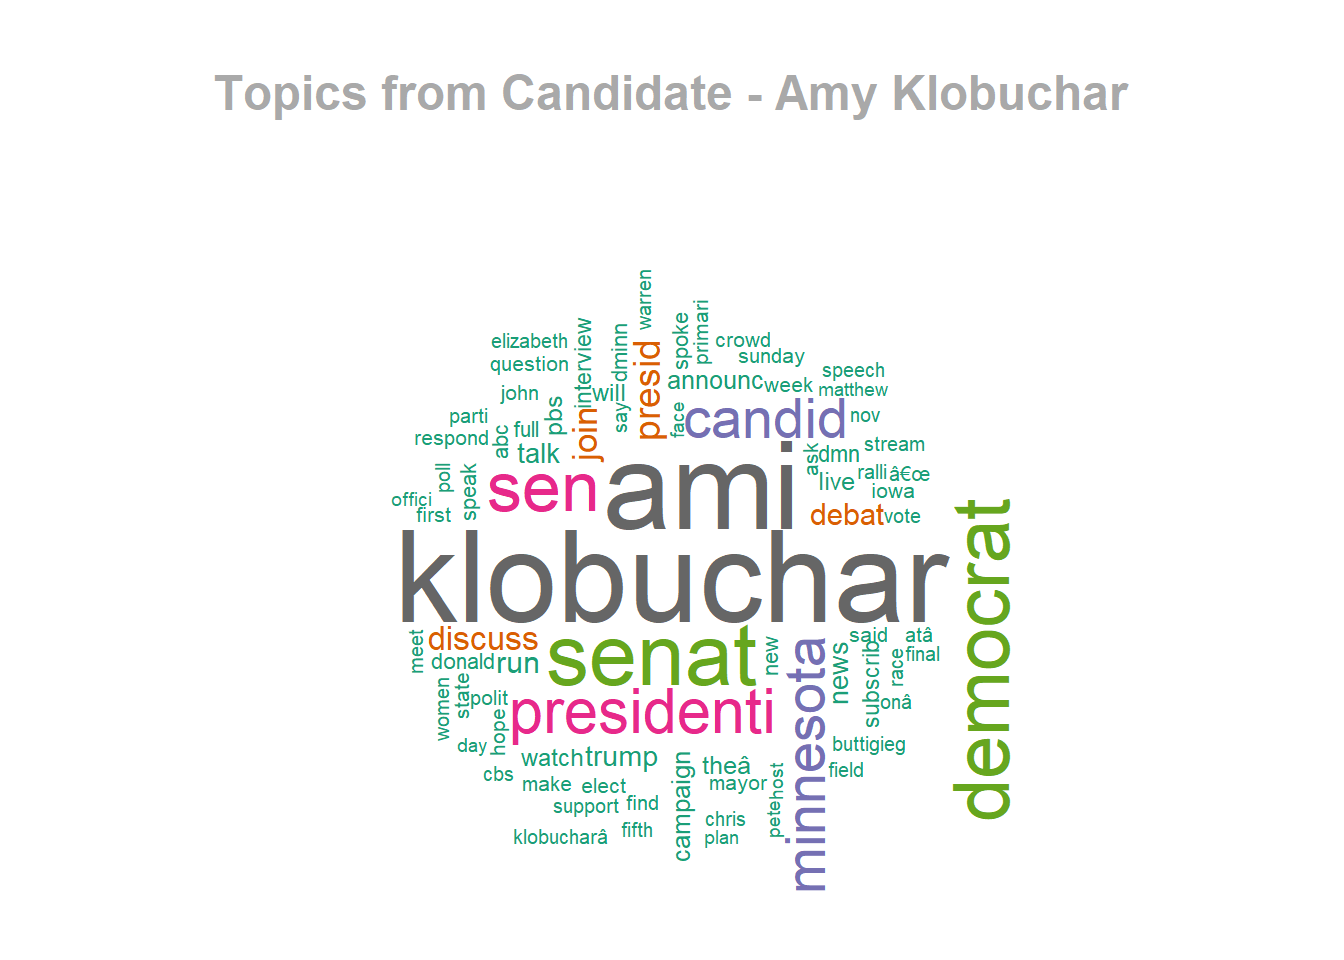 Topics from Candidate - Amy Klobuchar
warren
elizabeth
interview
dminn
spoke
primari
crowd
sunday
question
presid
speech
john
will
announc
week
matthew
parti
pbs
join
say
face
candid
nov
respond
abc
full
talk
ask
dmn
stream
poll
speak
sen
ami
live
ralli
â€œ
iowa
offici
first
debat
vote
klobuchar
democrat
meet
discuss
senat
new
said
atâ
donald
run
minnesota
news
subscrib
race
final
women
state
polit
hope
presidenti
onâ
day
watch
trump
campaign
theâ
buttigieg
cbs
make
elect
mayor
host
field
support
find
pete
klobucharâ
fifth
chris
plan